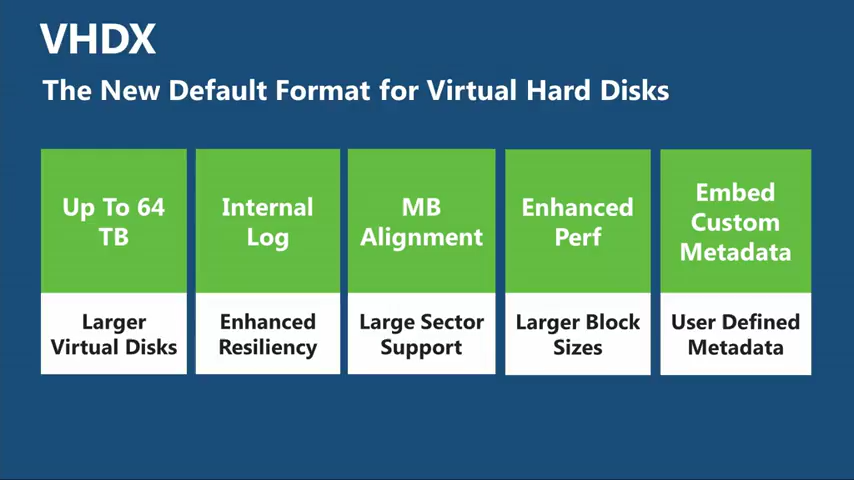 VHDX
The New Default Format for Virtual Hard Disks
Up To 64
TB
Larger
Virtual Disks
Internal
Log
Enhanced
Resiliency
MB
Alignment
Large Sector
Support
Enhanced
Perf
Larger Block
Sizes
Embed
Custom
Metadata
User Defined
Metadata